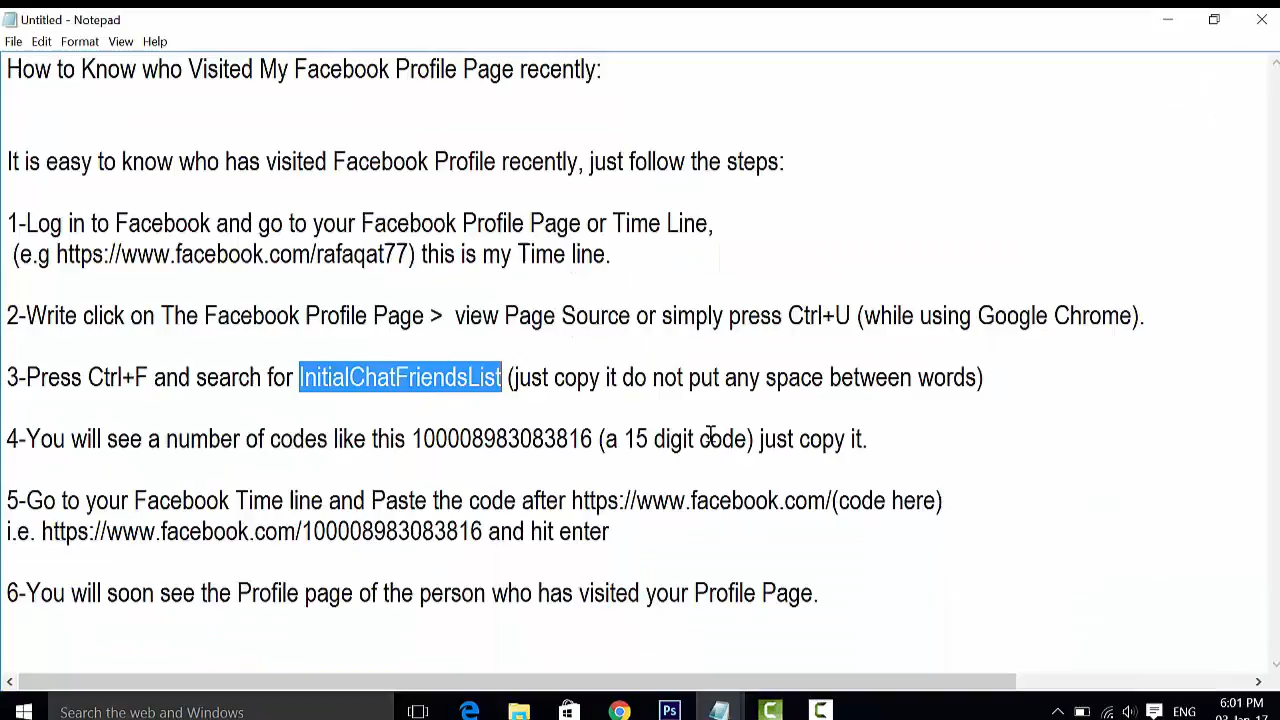 Untitled - Notepad
File Edit Format View Help
How to Know who Visited My Facebook Profile Page recently:
It is easy to know who has visited Facebook Profile recently, just follow the steps:
1-Log in to Facebook and go to your Facebook Profile Page or Time Line,
(e.g https://www.facebook.com/rafaqat77) this is my Time line.
2-Write click on The Facebook Profile Page > view Page Source or simply press Ctrl+U (while using Google Chrome).
3-Press Ctrl+F and search for InitialChatFriendsList (just copy it do not put any space between words)
4-You will see a number of codes like this 100008983083816 (a 15 digit code) just copy it.
5-Go to your Facebook Time line and Paste the code after https://www.facebook.com/(code here)
i.e. https://www.facebook.com/100008983083816 and hit enter
6-You will soon see the Profile page of the person who has visited your Profile Page.
Search the web and Windows
Ps
ENG
6:01 PM